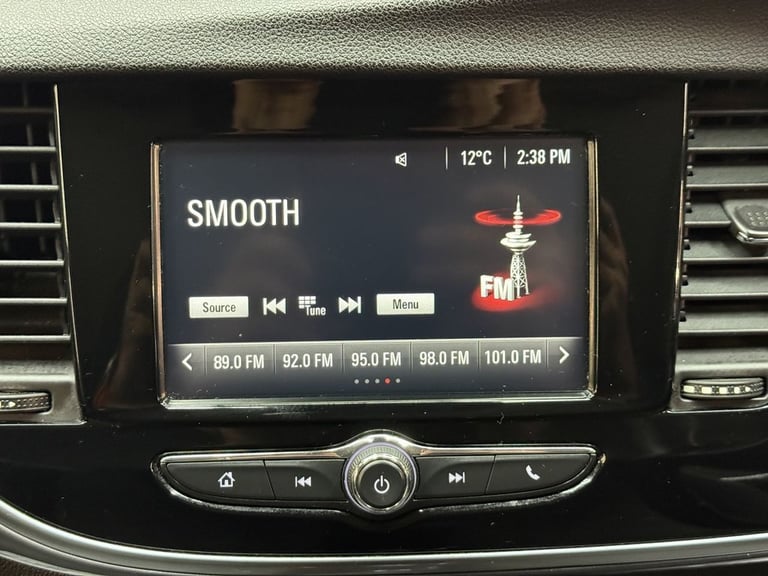 12°C 2:38 PM
SMOOTH
FM
Source Tune Menu
89.0 FM 92.0 FM 95.0 FM 98.0 FM 101.0 FM